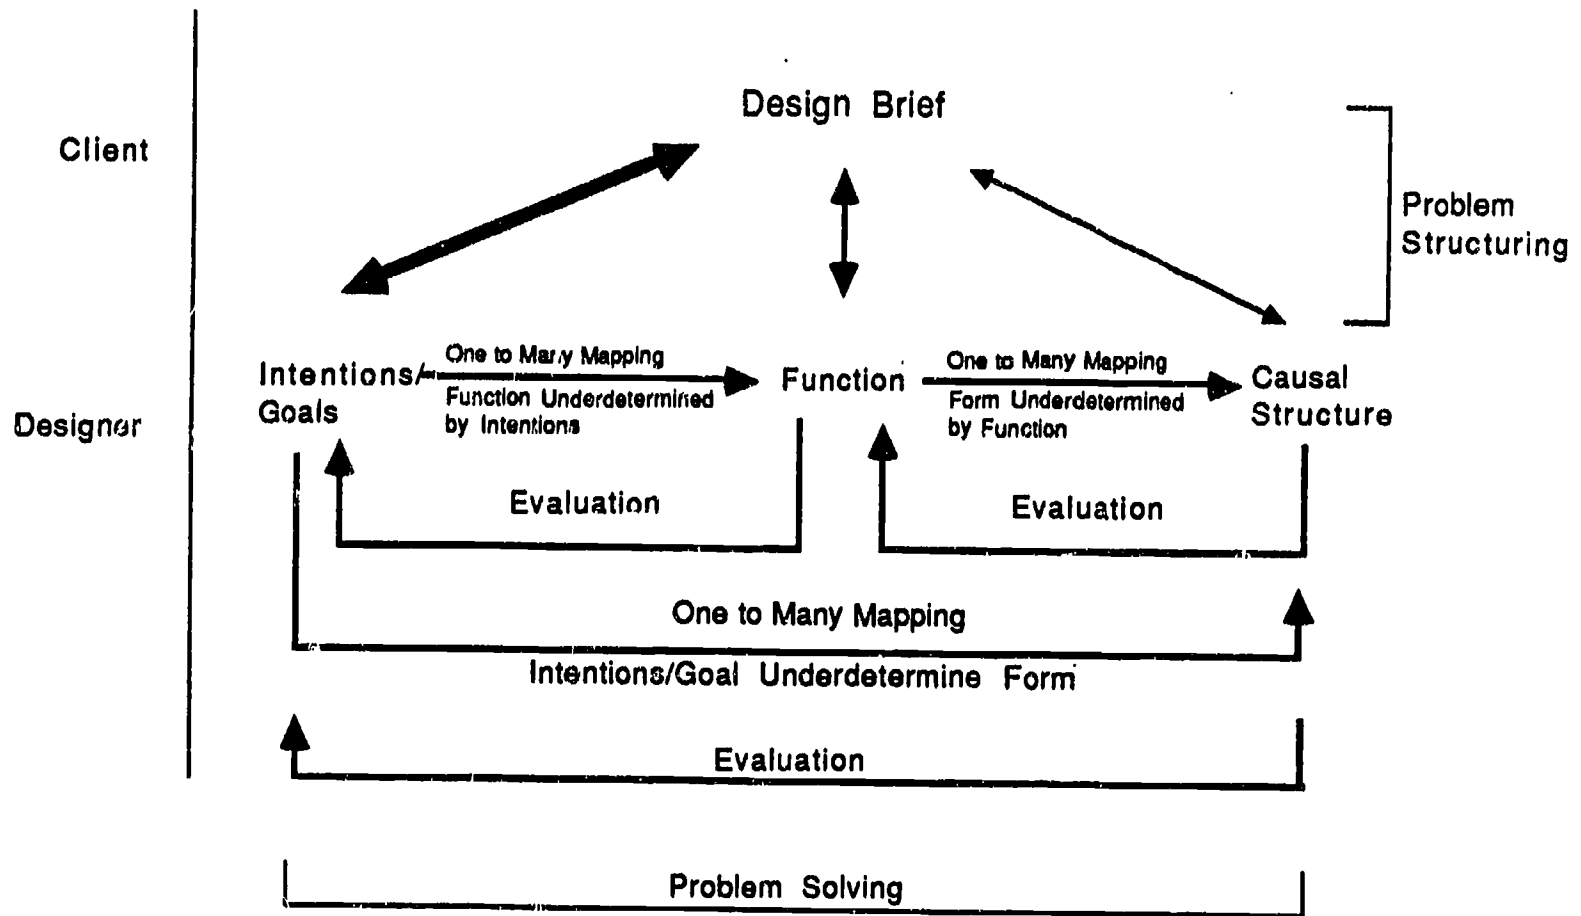 Design Brief
Client
Problem
Structuring
One to Many Mapping
Intentions/
Goals
Function Underdetermined
by Intentions
Function
One to Many Mapping
Form Underdetermined
by Function
Causal
Structure
Designer
Evaluation
Evaluation
One to Many Mapping
Intentions/Goal Underdetermine Form
Evaluation
Problem Solving